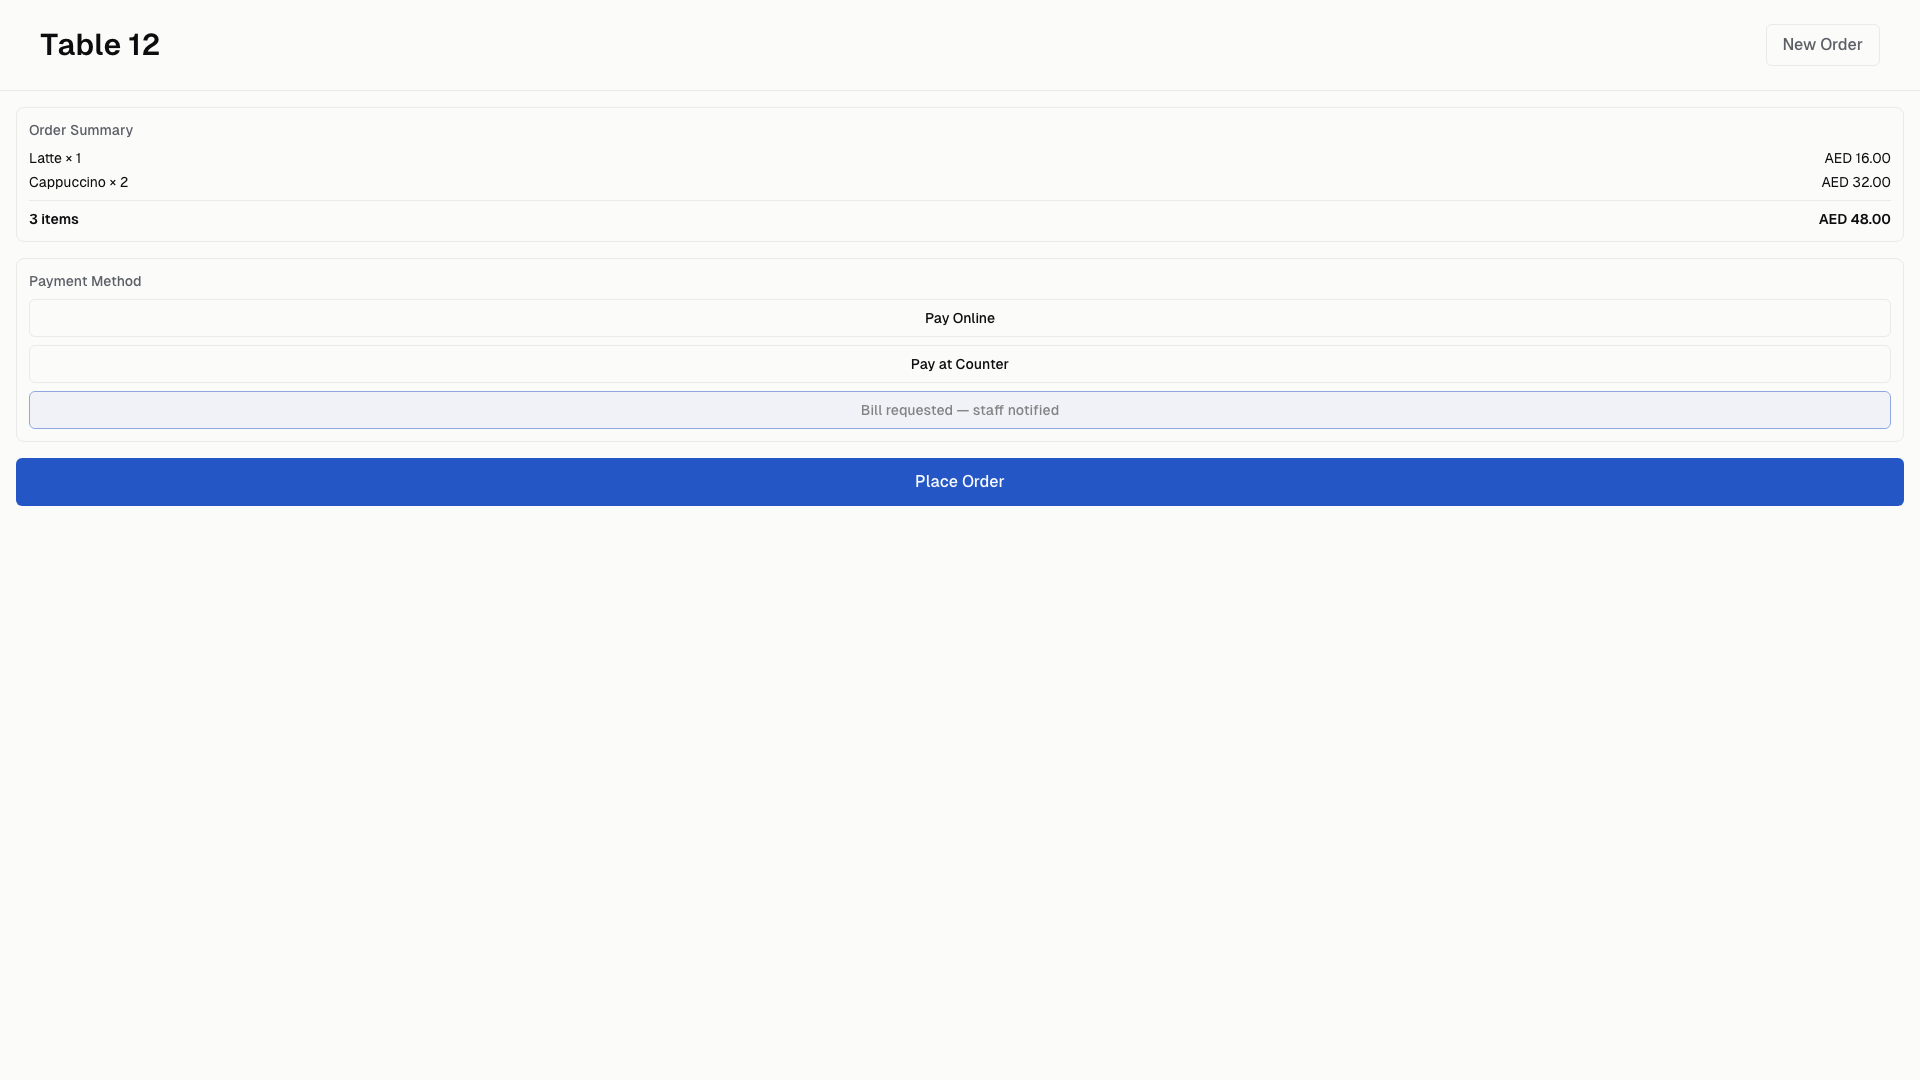 Table 12
New Order
Order Summary
Latte × 1 AED 16.00
Cappuccino × 2 AED 32.00
3 items AED 48.00
Payment Method
Pay Online
Pay at Counter
Bill requested — staff notified
Place Order